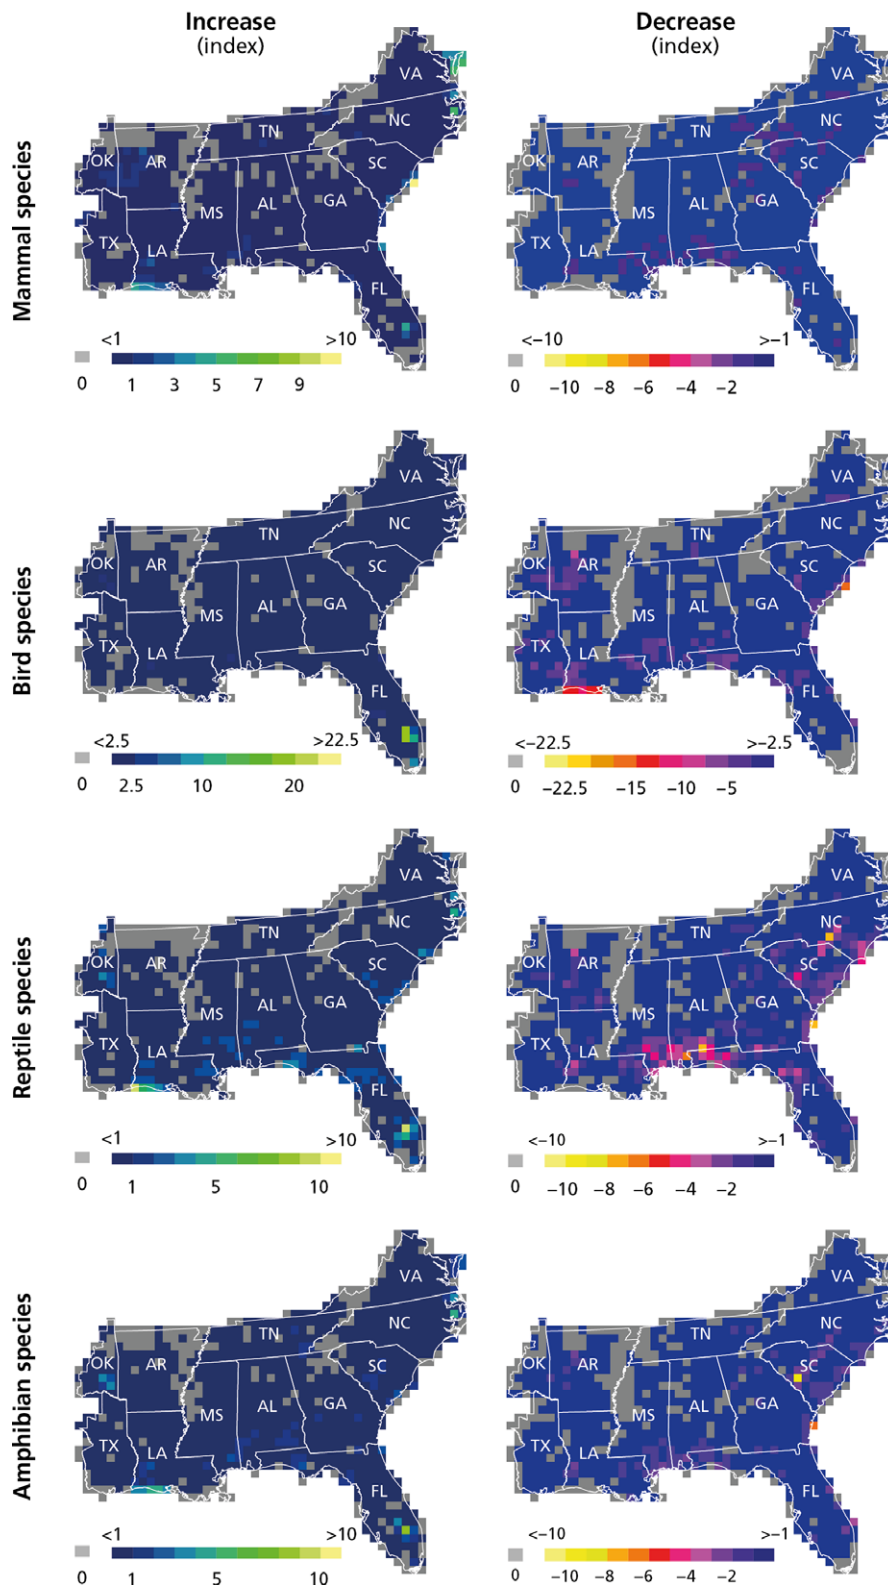 Increase
(index)
Decrease
(index)
Mammal species
VA
NC
TN
OK
AR
SC
MS
AL
GA
TX
LA
FL
<1 >10
0 1 3 5 7 9
VA
NC
TN
OK
AR
SC
MS
AL
GA
TX
LA
FL
<−10 >−1
0 −10 −8 −6 −4 −2
Bird species
VA
NC
TN
OK
AR
SC
MS
AL
GA
TX
LA
FL
<2.5 >22.5
0 2.5 10 20
VA
NC
TN
OK
AR
SC
MS
AL
GA
TX
LA
FL
<−22.5 >−2.5
0 −22.5 −15 −10 −5
Reptile species
VA
NC
TN
OK
AR
SC
MS
AL
GA
TX
LA
FL
<1 >10
0 1 5 10
VA
NC
TN
OK
AR
SC
MS
AL
GA
TX
LA
FL
<−10 >−1
0 −10 −8 −6 −4 −2
Amphibian species
VA
NC
TN
OK
AR
SC
MS
AL
GA
TX
LA
FL
<1 >10
0 1 5 10
VA
NC
TN
OK
AR
SC
MS
AL
GA
TX
LA
FL
<−10 >−1
0 −10 −8 −6 −4 −2